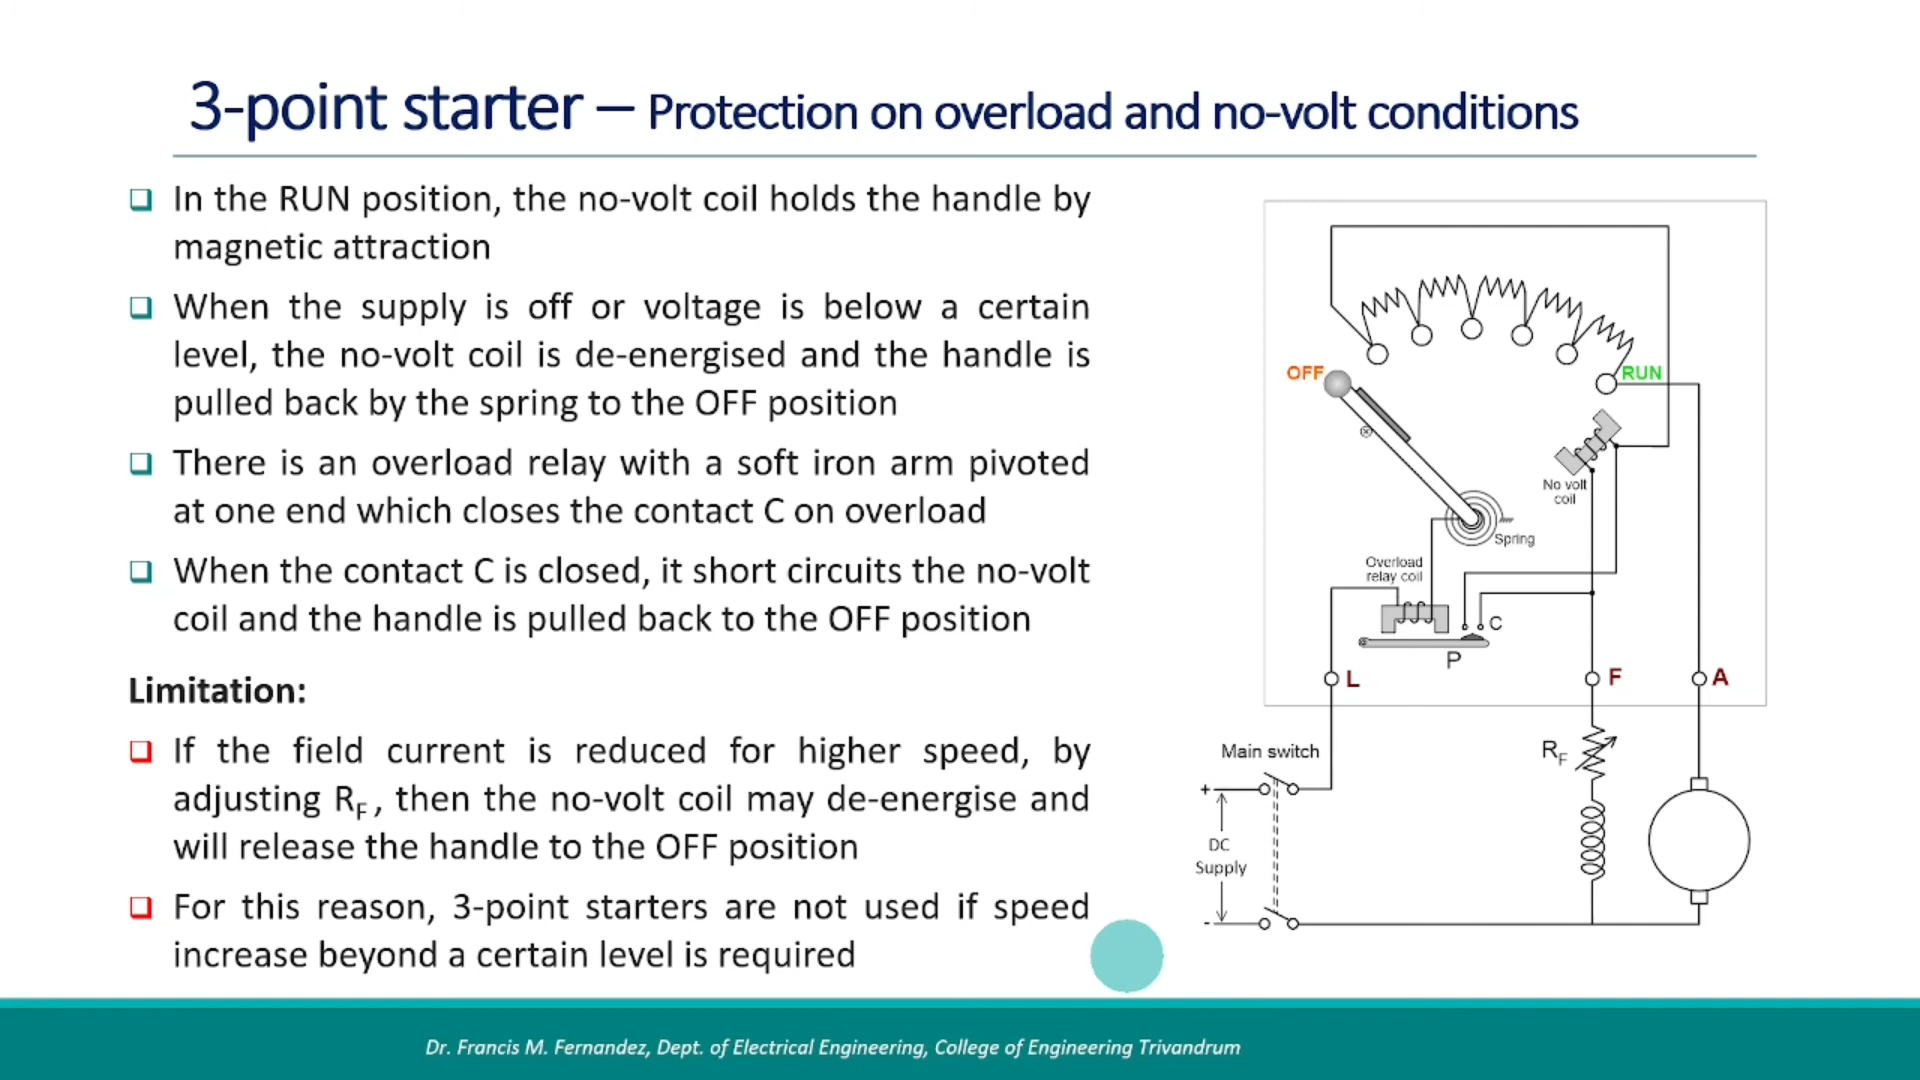 3-point starter – Protection on overload and no-volt conditions
In the RUN position, the no-volt coil holds the handle by
magnetic attraction
When the supply is off or voltage is below a certain
level, the no-volt coil is de-energised and the handle is
pulled back by the spring to the OFF position
There is an overload relay with a soft iron arm pivoted
at one end which closes the contact C on overload
When the contact C is closed, it short circuits the no-volt
coil and the handle is pulled back to the OFF position
Limitation:
If the field current is reduced for higher speed, by
adjusting RF, then the no-volt coil may de-energise and
will release the handle to the OFF position
For this reason, 3-point starters are not used if speed
increase beyond a certain level is required
OFF
RUN
No volt
coil
Spring
Overload
relay coil
C
P
L
F
A
Main switch
RF
+
DC
Supply
-
Dr. Francis M. Fernandez, Dept. of Electrical Engineering, College of Engineering Trivandrum